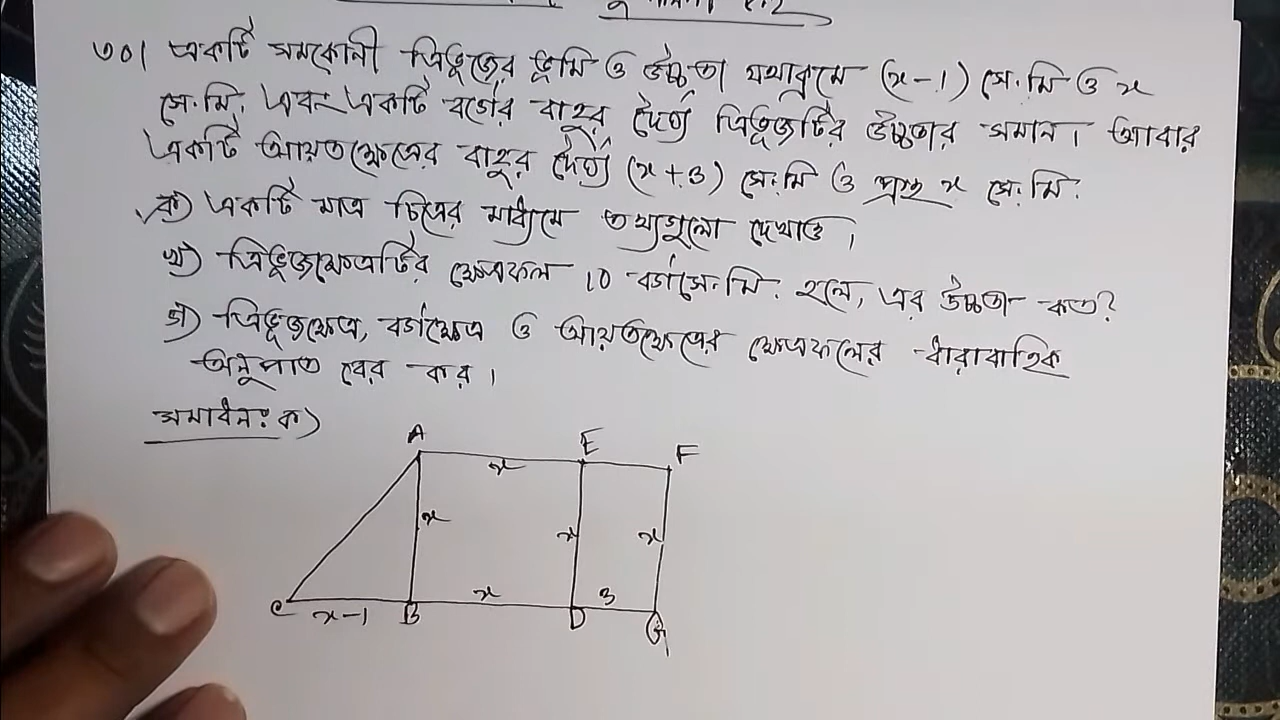 ৩০। একটি সমকোনী ত্রিভুজের ভূমি ও উচ্চতা যথাক্রমে (x-1) সে.মি ও x
সে.মি. এবং একটি বর্গের বাহুর দৈর্ঘ্য ত্রিভূজটির উচ্চতার সমান। আবার
একটি আয়তক্ষেত্রের বাহুর দৈর্ঘ্য (x+3) সে.মি ও প্রস্থ x সে.মি.
ক) একটি মাত্র চিত্রের মাধ্যমে তথ্যগুলো দেখাও।
খ) ত্রিভূজক্ষেত্রটির ক্ষেত্রফল 10 বর্গসে.মি. হলে, এর উচ্চতা কত?
গ) ত্রিভূজক্ষেত্র, বর্গক্ষেত্র ও আয়তক্ষেত্রের ক্ষেত্রফলের ধারাবাহিক
অনুপাত বের কর।
সমাধান: ক)
A E F
x
x x x
C x-1 B x D 3 G